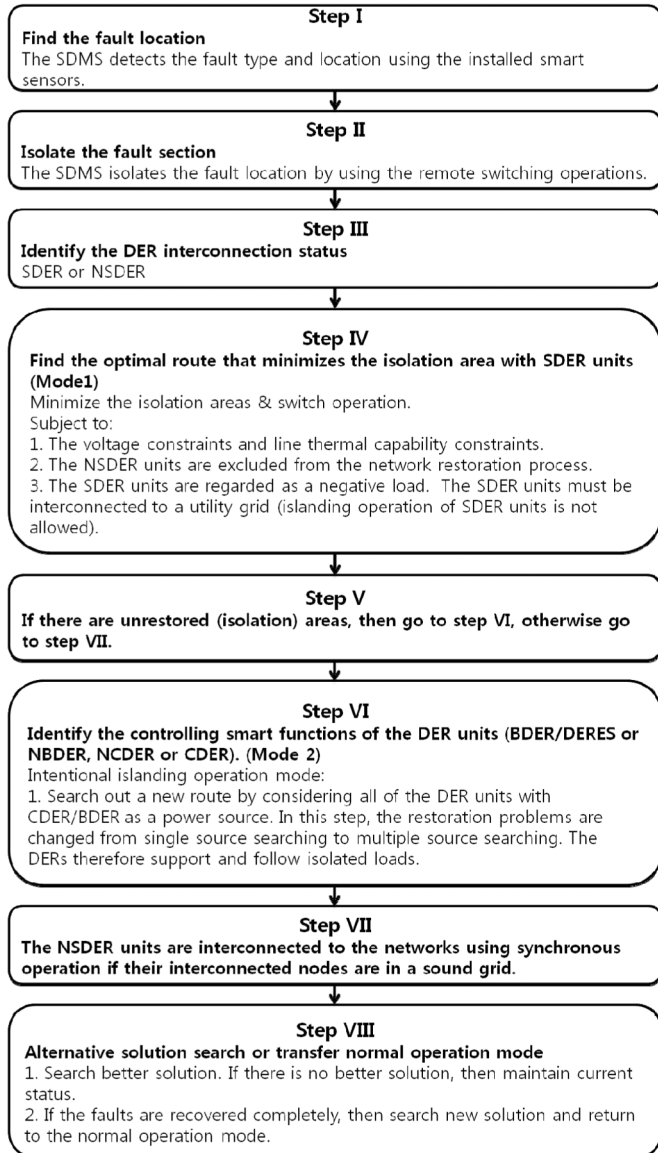 Step I
Find the fault location
The SDMS detects the fault type and location using the installed smart
sensors.
Step II
Isolate the fault section
The SDMS isolates the fault location by using the remote switching operations.
Step III
Identify the DER interconnection status
SDER or NSDER
Step IV
Find the optimal route that minimizes the isolation area with SDER units
(Mode1)
Minimize the isolation areas & switch operation.
Subject to:
1. The voltage constraints and line thermal capability constraints.
2. The NSDER units are excluded from the network restoration process.
3. The SDER units are regarded as a negative load. The SDER units must be
interconnected to a utility grid (islanding operation of SDER units is not
allowed).
Step V
If there are unrestored (isolation) areas, then go to step VI, otherwise go
to step VII.
Step VI
Identify the controlling smart functions of the DER units (BDER/DERES or
NBDER, NCDER or CDER). (Mode 2)
Intentional islanding operation mode:
1. Search out a new route by considering all of the DER units with
CDER/BDER as a power source. In this step, the restoration problems are
changed from single source searching to multiple source searching. The
DERs therefore support and follow isolated loads.
Step VII
The NSDER units are interconnected to the networks using synchronous
operation if their interconnected nodes are in a sound grid.
Step VIII
Alternative solution search or transfer normal operation mode
1. Search better solution. If there is no better solution, then maintain current
status.
2. If the faults are recovered completely, then search new solution and return
to the normal operation mode.